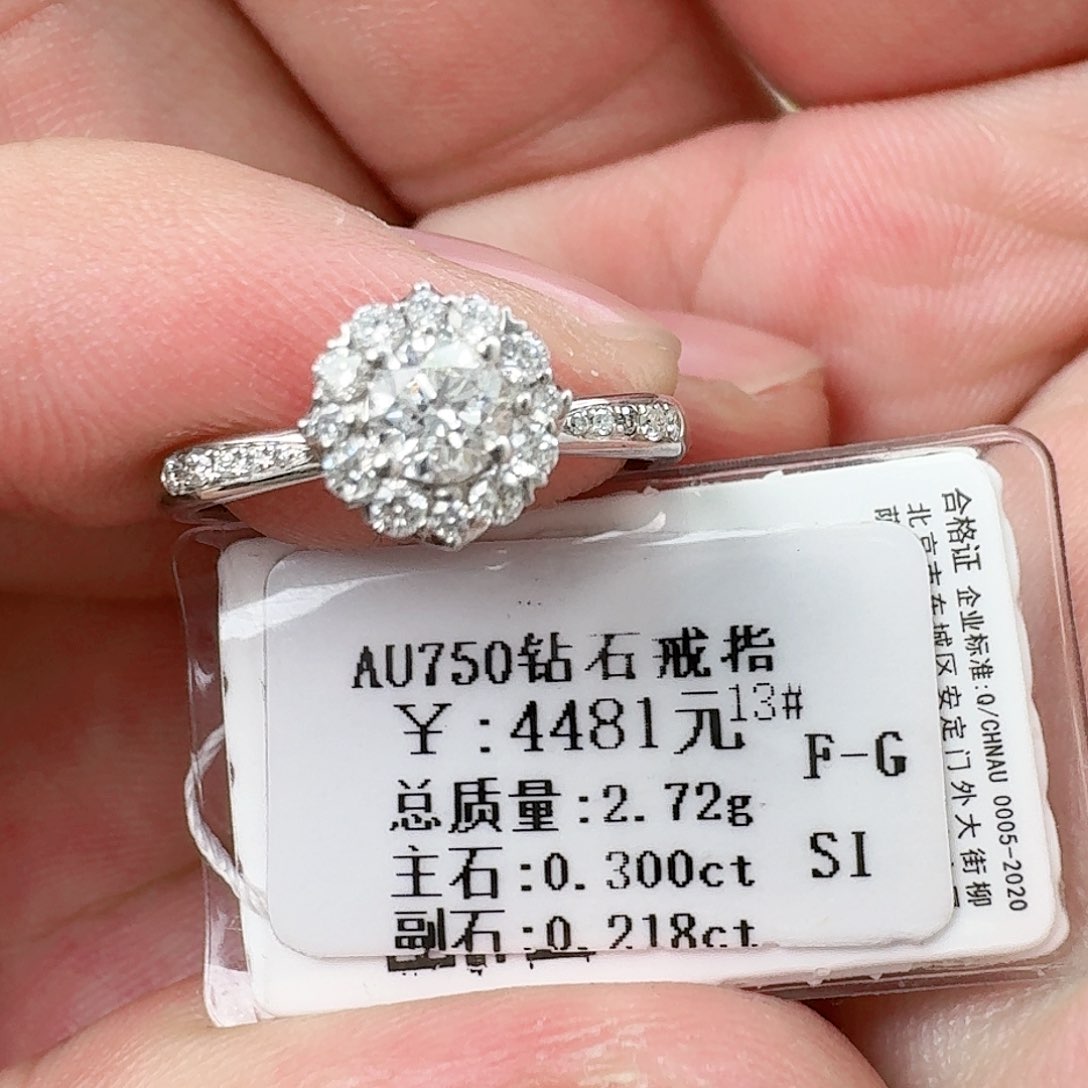 AU750钻石戒指
￥:4481元13#
F-G
总质量:2.72g
SI
主石:0.300ct
副石:0.218ct
合格证 企业标准:Q/CHNAU 0005-2020
北京市东城区安定门外大街柳